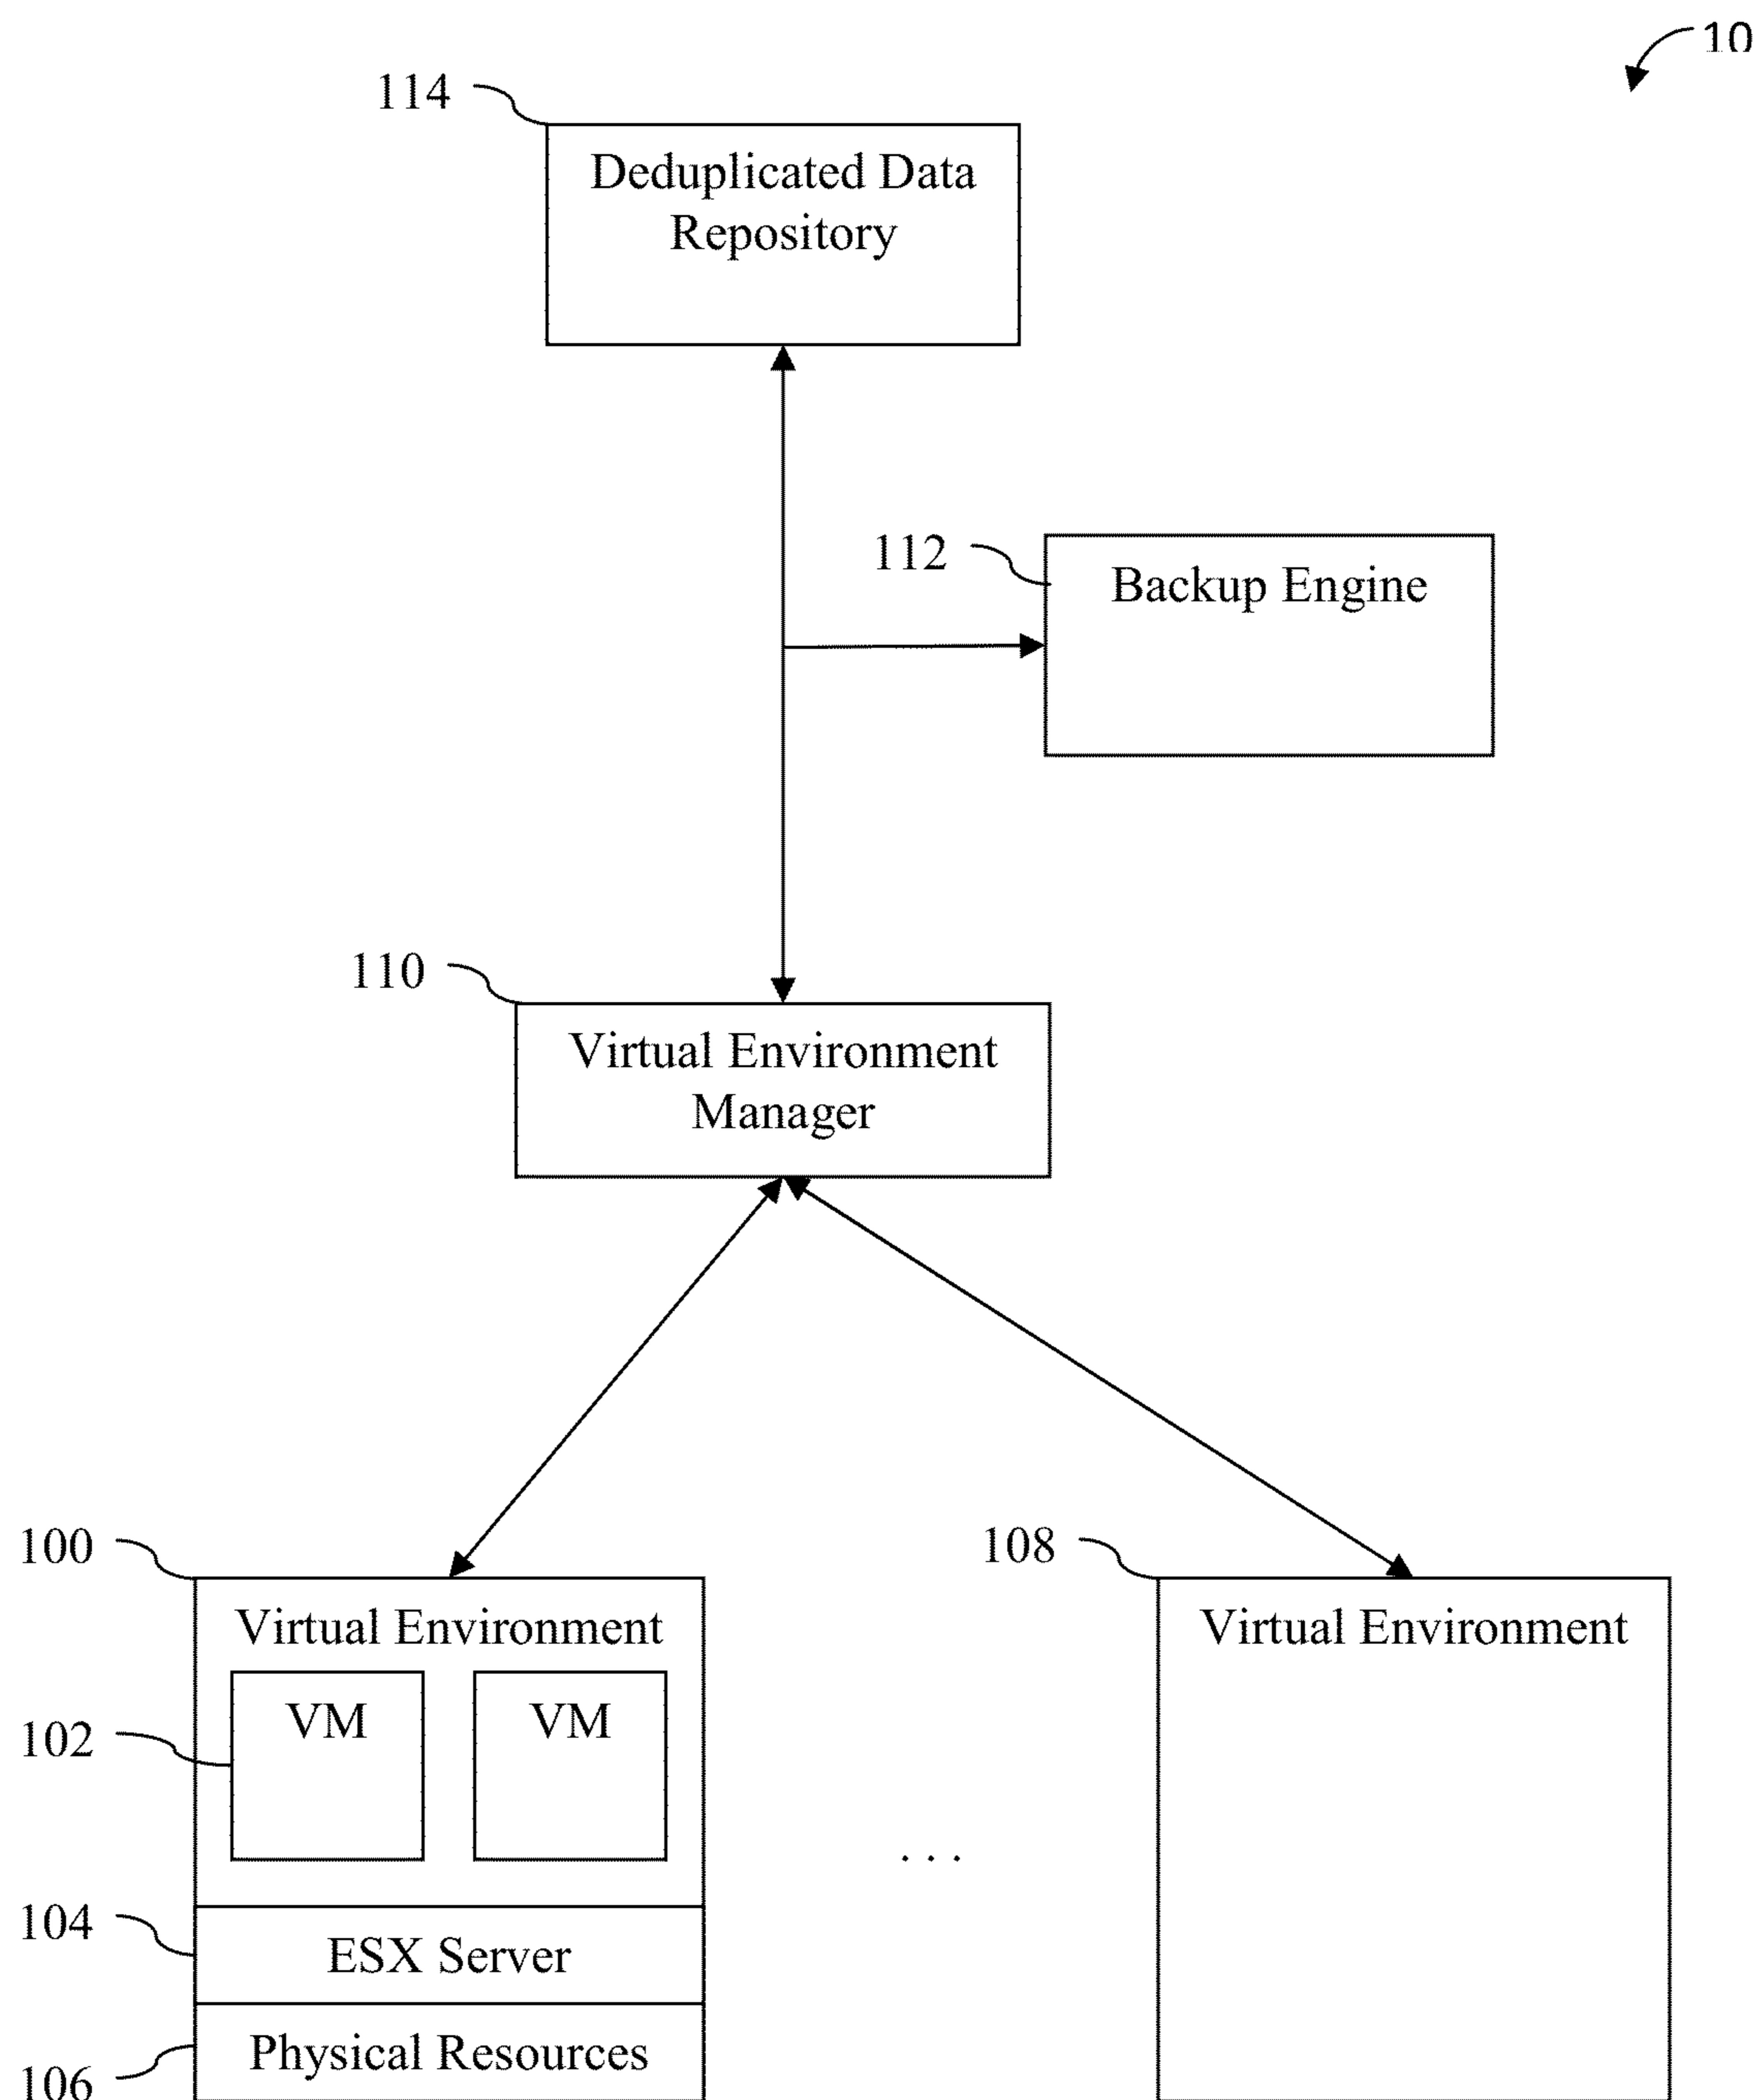 10
114
Deduplicated Data
Repository
112
Backup Engine
110
Virtual Environment
Manager
100
Virtual Environment
108
Virtual Environment
VM
VM
102
. . .
104
ESX Server
Physical Resources
106